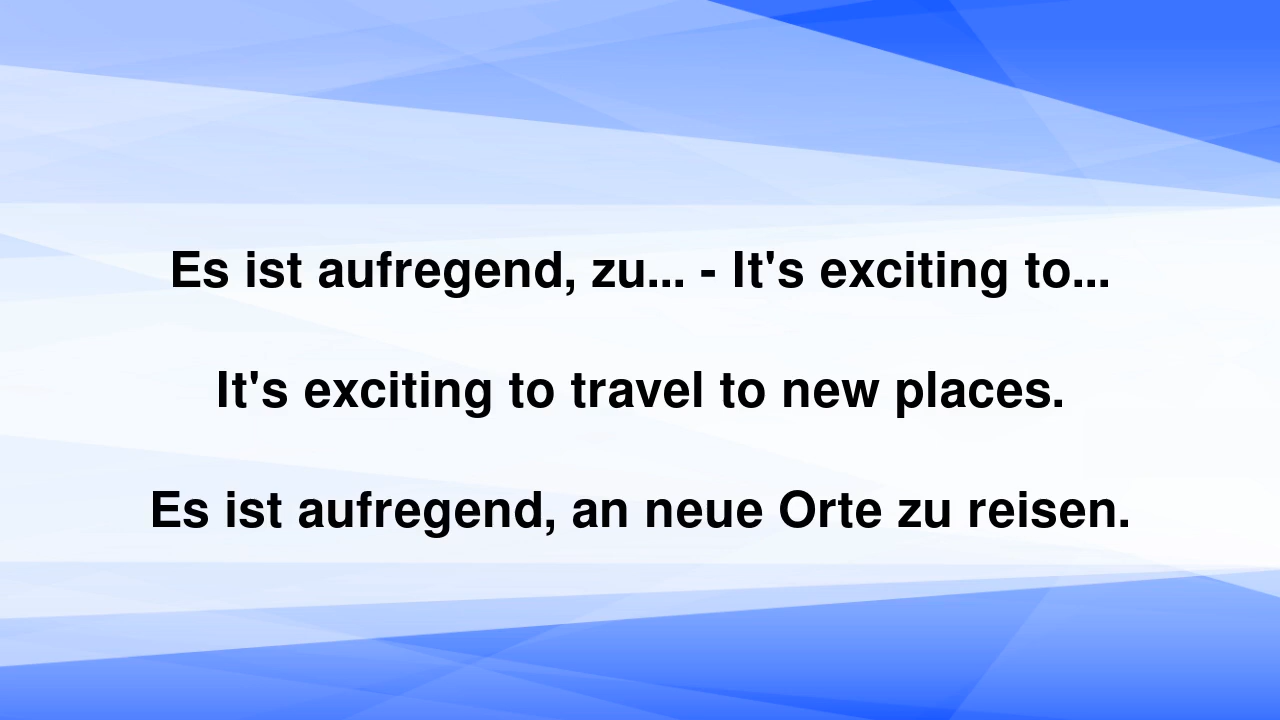 Es ist aufregend, zu... - It's exciting to...
It's exciting to travel to new places.
Es ist aufregend, an neue Orte zu reisen.